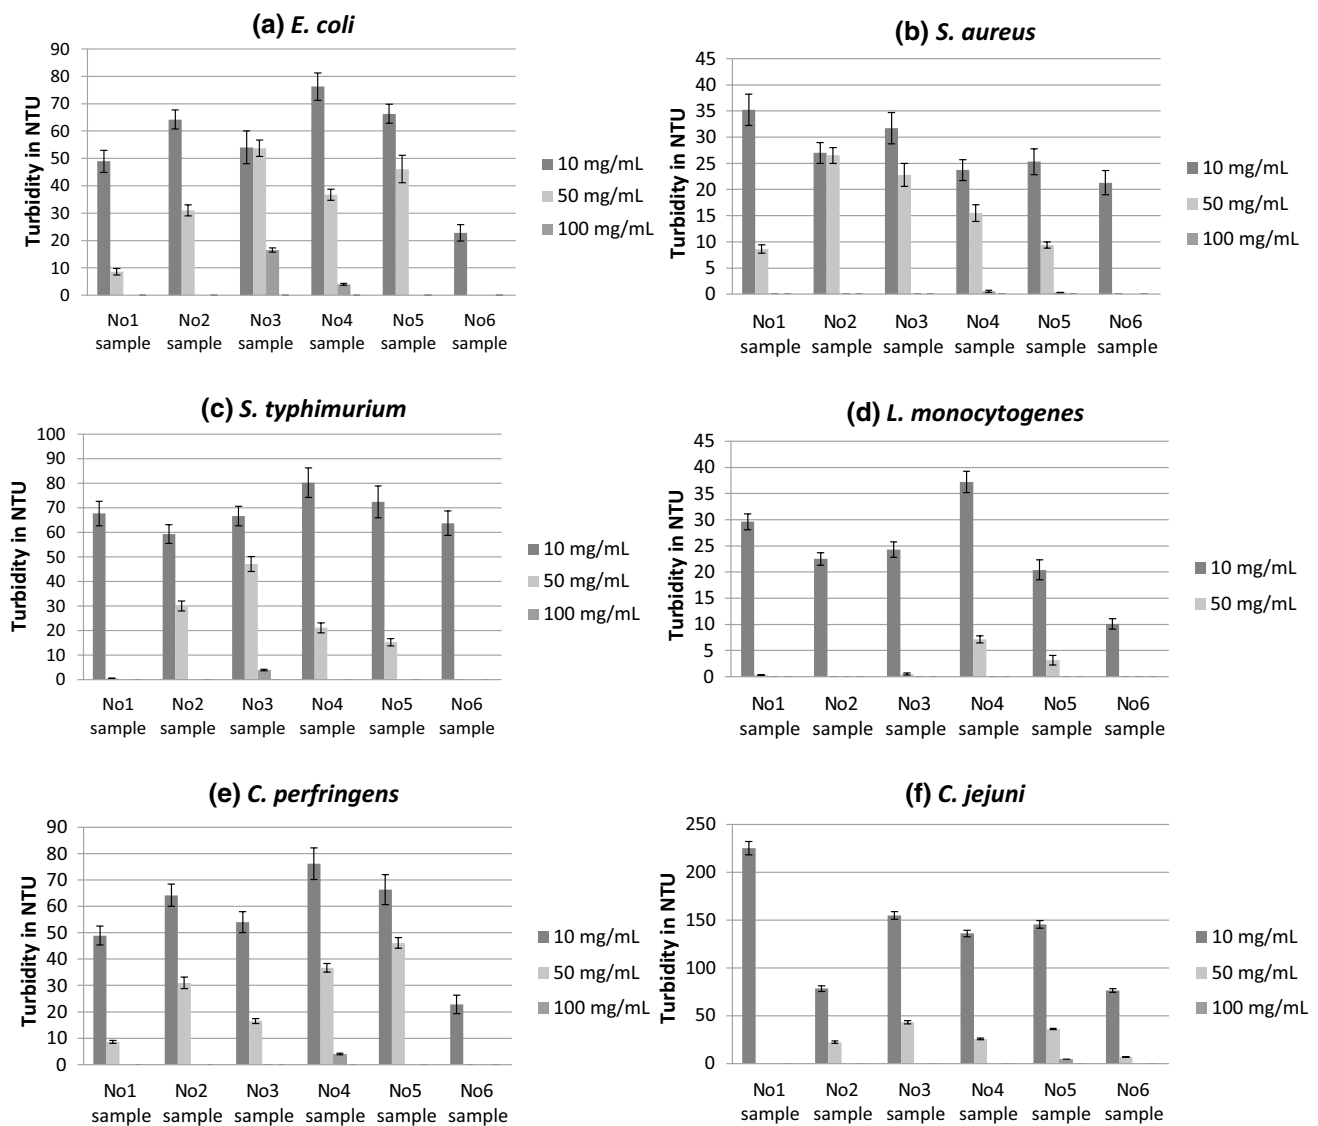 (a) E. coli
Turbidity in NTU
90
80
70
60
50
40
30
20
10
0
No1 No2 No3 No4 No5 No6
sample sample sample sample sample sample
10 mg/mL
50 mg/mL
100 mg/mL
(b) S. aureus
Turbidity in NTU
45
40
35
30
25
20
15
10
5
0
No1 No2 No3 No4 No5 No6
sample sample sample sample sample sample
10 mg/mL
50 mg/mL
100 mg/mL
(c) S. typhimurium
Turbidity in NTU
100
90
80
70
60
50
40
30
20
10
0
No1 No2 No3 No4 No5 No6
sample sample sample sample sample sample
10 mg/mL
50 mg/mL
100 mg/mL
(d) L. monocytogenes
Turbidity in NTU
45
40
35
30
25
20
15
10
5
0
No1 No2 No3 No4 No5 No6
sample sample sample sample sample sample
10 mg/mL
50 mg/mL
(e) C. perfringens
Turbidity in NTU
90
80
70
60
50
40
30
20
10
0
No1 No2 No3 No4 No5 No6
sample sample sample sample sample sample
10 mg/mL
50 mg/mL
100 mg/mL
(f) C. jejuni
Turbidity in NTU
250
200
150
100
50
0
No1 No2 No3 No4 No5 No6
sample sample sample sample sample sample
10 mg/mL
50 mg/mL
100 mg/mL